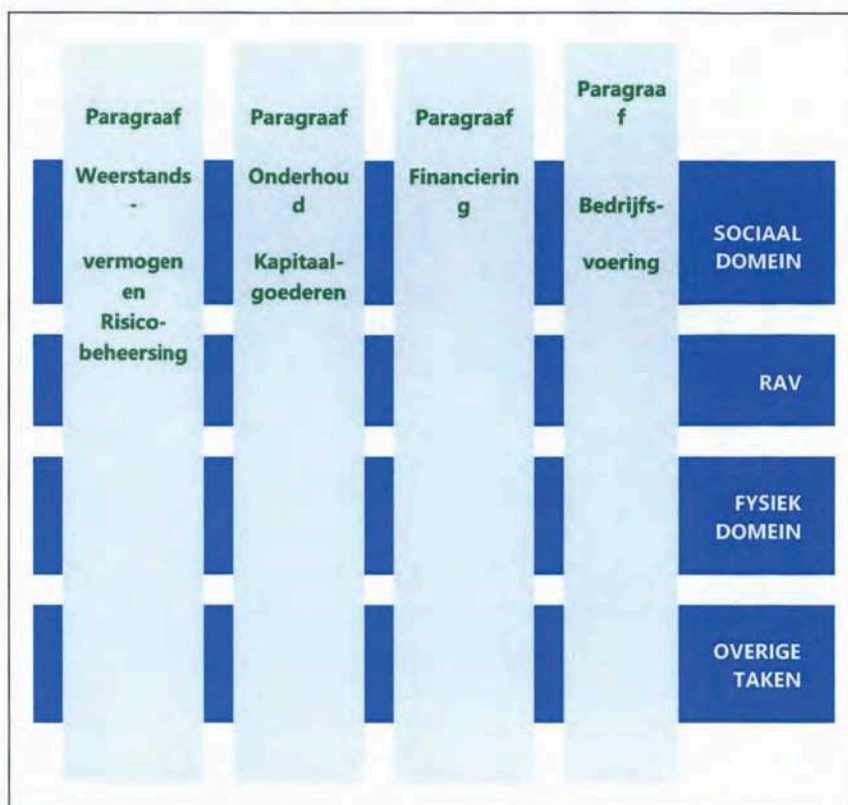 Paragraaf
Weerstands
-
vermogen
en
Risico-
beheersing
Paragraaf
Onderhou
d
Kapitaal-
goederen
Paragraaf
Financierin
g
Paragraa
f
Bedrijfs-
voering
SOCIAAL
DOMEIN
RAV
FYSIEK
DOMEIN
OVERIGE
TAKEN